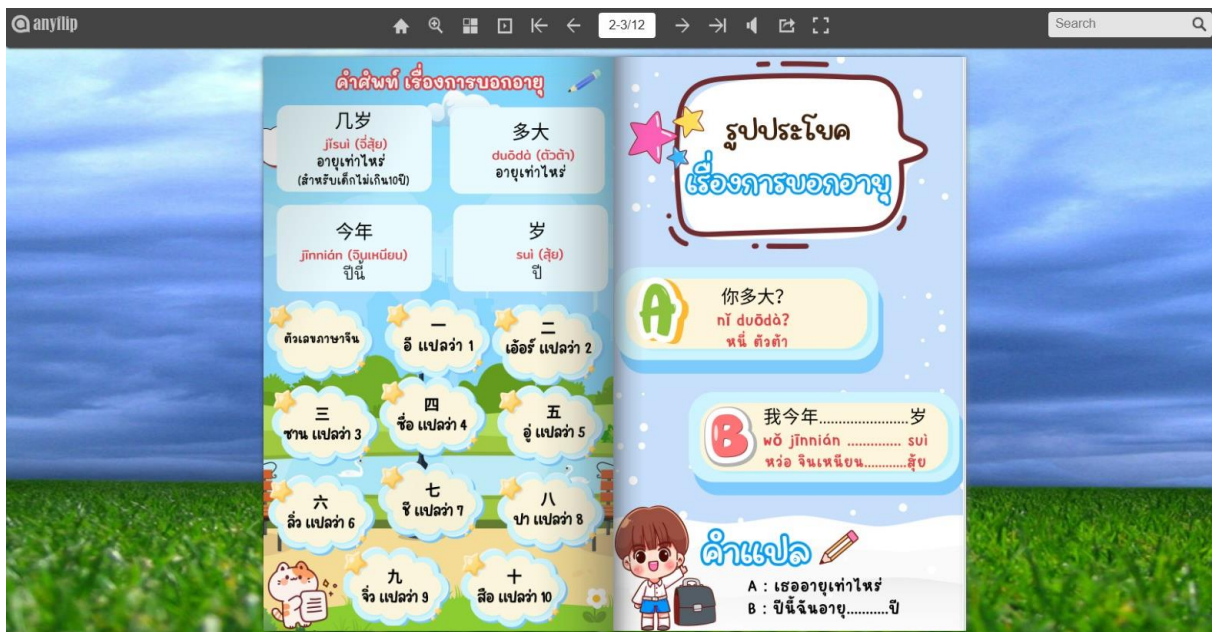 anyflip
2-3/12
Search
คำศัพท์ เรื่องการบอกอายุ
几岁
jǐsuì (จี่สุ้ย)
อายุเท่าไหร่
(สำหรับเด็กไม่เกิน10ปี)
多大
duōdà (ตัวต้า)
อายุเท่าไหร่
今年
jīnnián (จินเหนียน)
ปีนี้
岁
suì (สุ้ย)
ปี
ตัวเลขภาษาจีน
一
อี แปลว่า 1
二
เอ้อร์ แปลว่า 2
三
ซาน แปลว่า 3
四
ซื่อ แปลว่า 4
五
อู่ แปลว่า 5
六
ลิ่ว แปลว่า 6
七
ชี แปลว่า 7
八
ปา แปลว่า 8
九
จิ่ว แปลว่า 9
十
สือ แปลว่า 10
รูปประโยค
เรื่องการบอกอายุ
A
你多大?
nǐ duōdà?
หนี่ ตัวต้า
B
我今年......................岁
wǒ jīnnián .............. suì
หว่อ จินเหนียน............สุ้ย
คำแปล
A : เธออายุเท่าไหร่
B : ปีนี้ฉันอายุ...........ปี